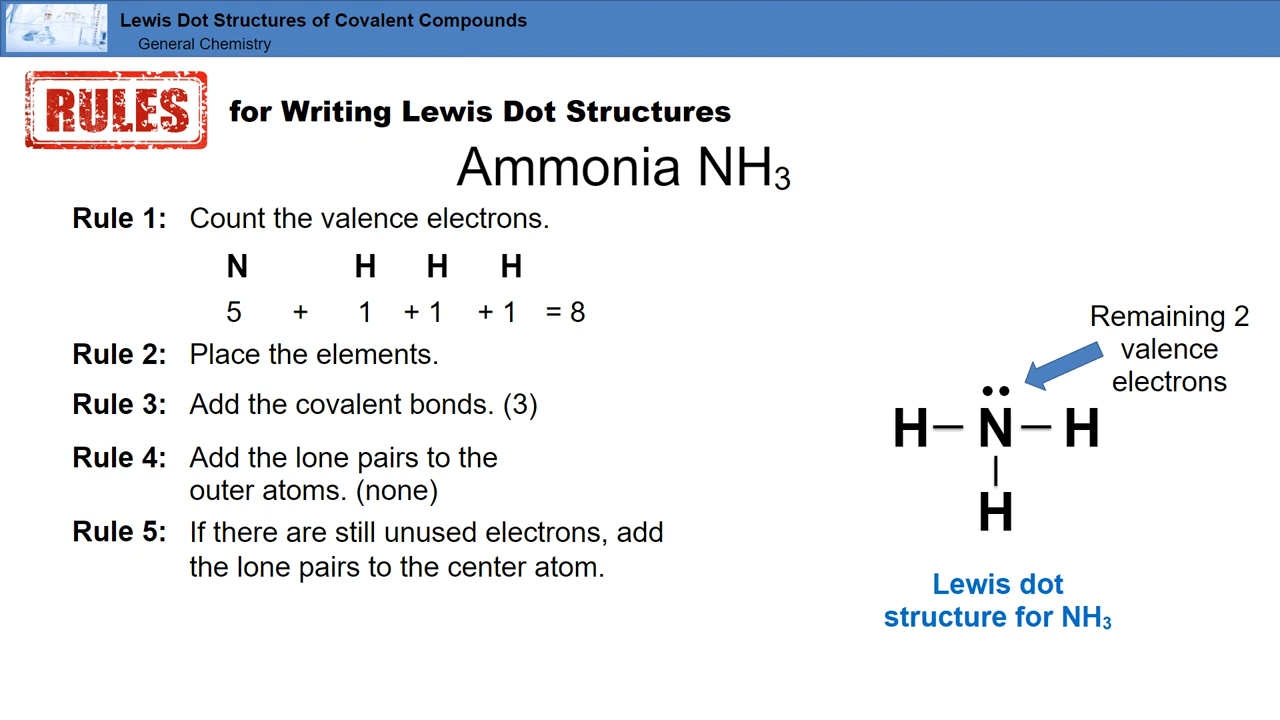 Lewis Dot Structures of Covalent Compounds
General Chemistry
RULES for Writing Lewis Dot Structures
Ammonia NH₃
Rule 1: Count the valence electrons.
N H H H
5 + 1 + 1 + 1 = 8
Rule 2: Place the elements.
Rule 3: Add the covalent bonds. (3)
Rule 4: Add the lone pairs to the
outer atoms. (none)
Rule 5: If there are still unused electrons, add
the lone pairs to the center atom.
Remaining 2
valence
electrons
H – N – H
H
Lewis dot
structure for NH₃